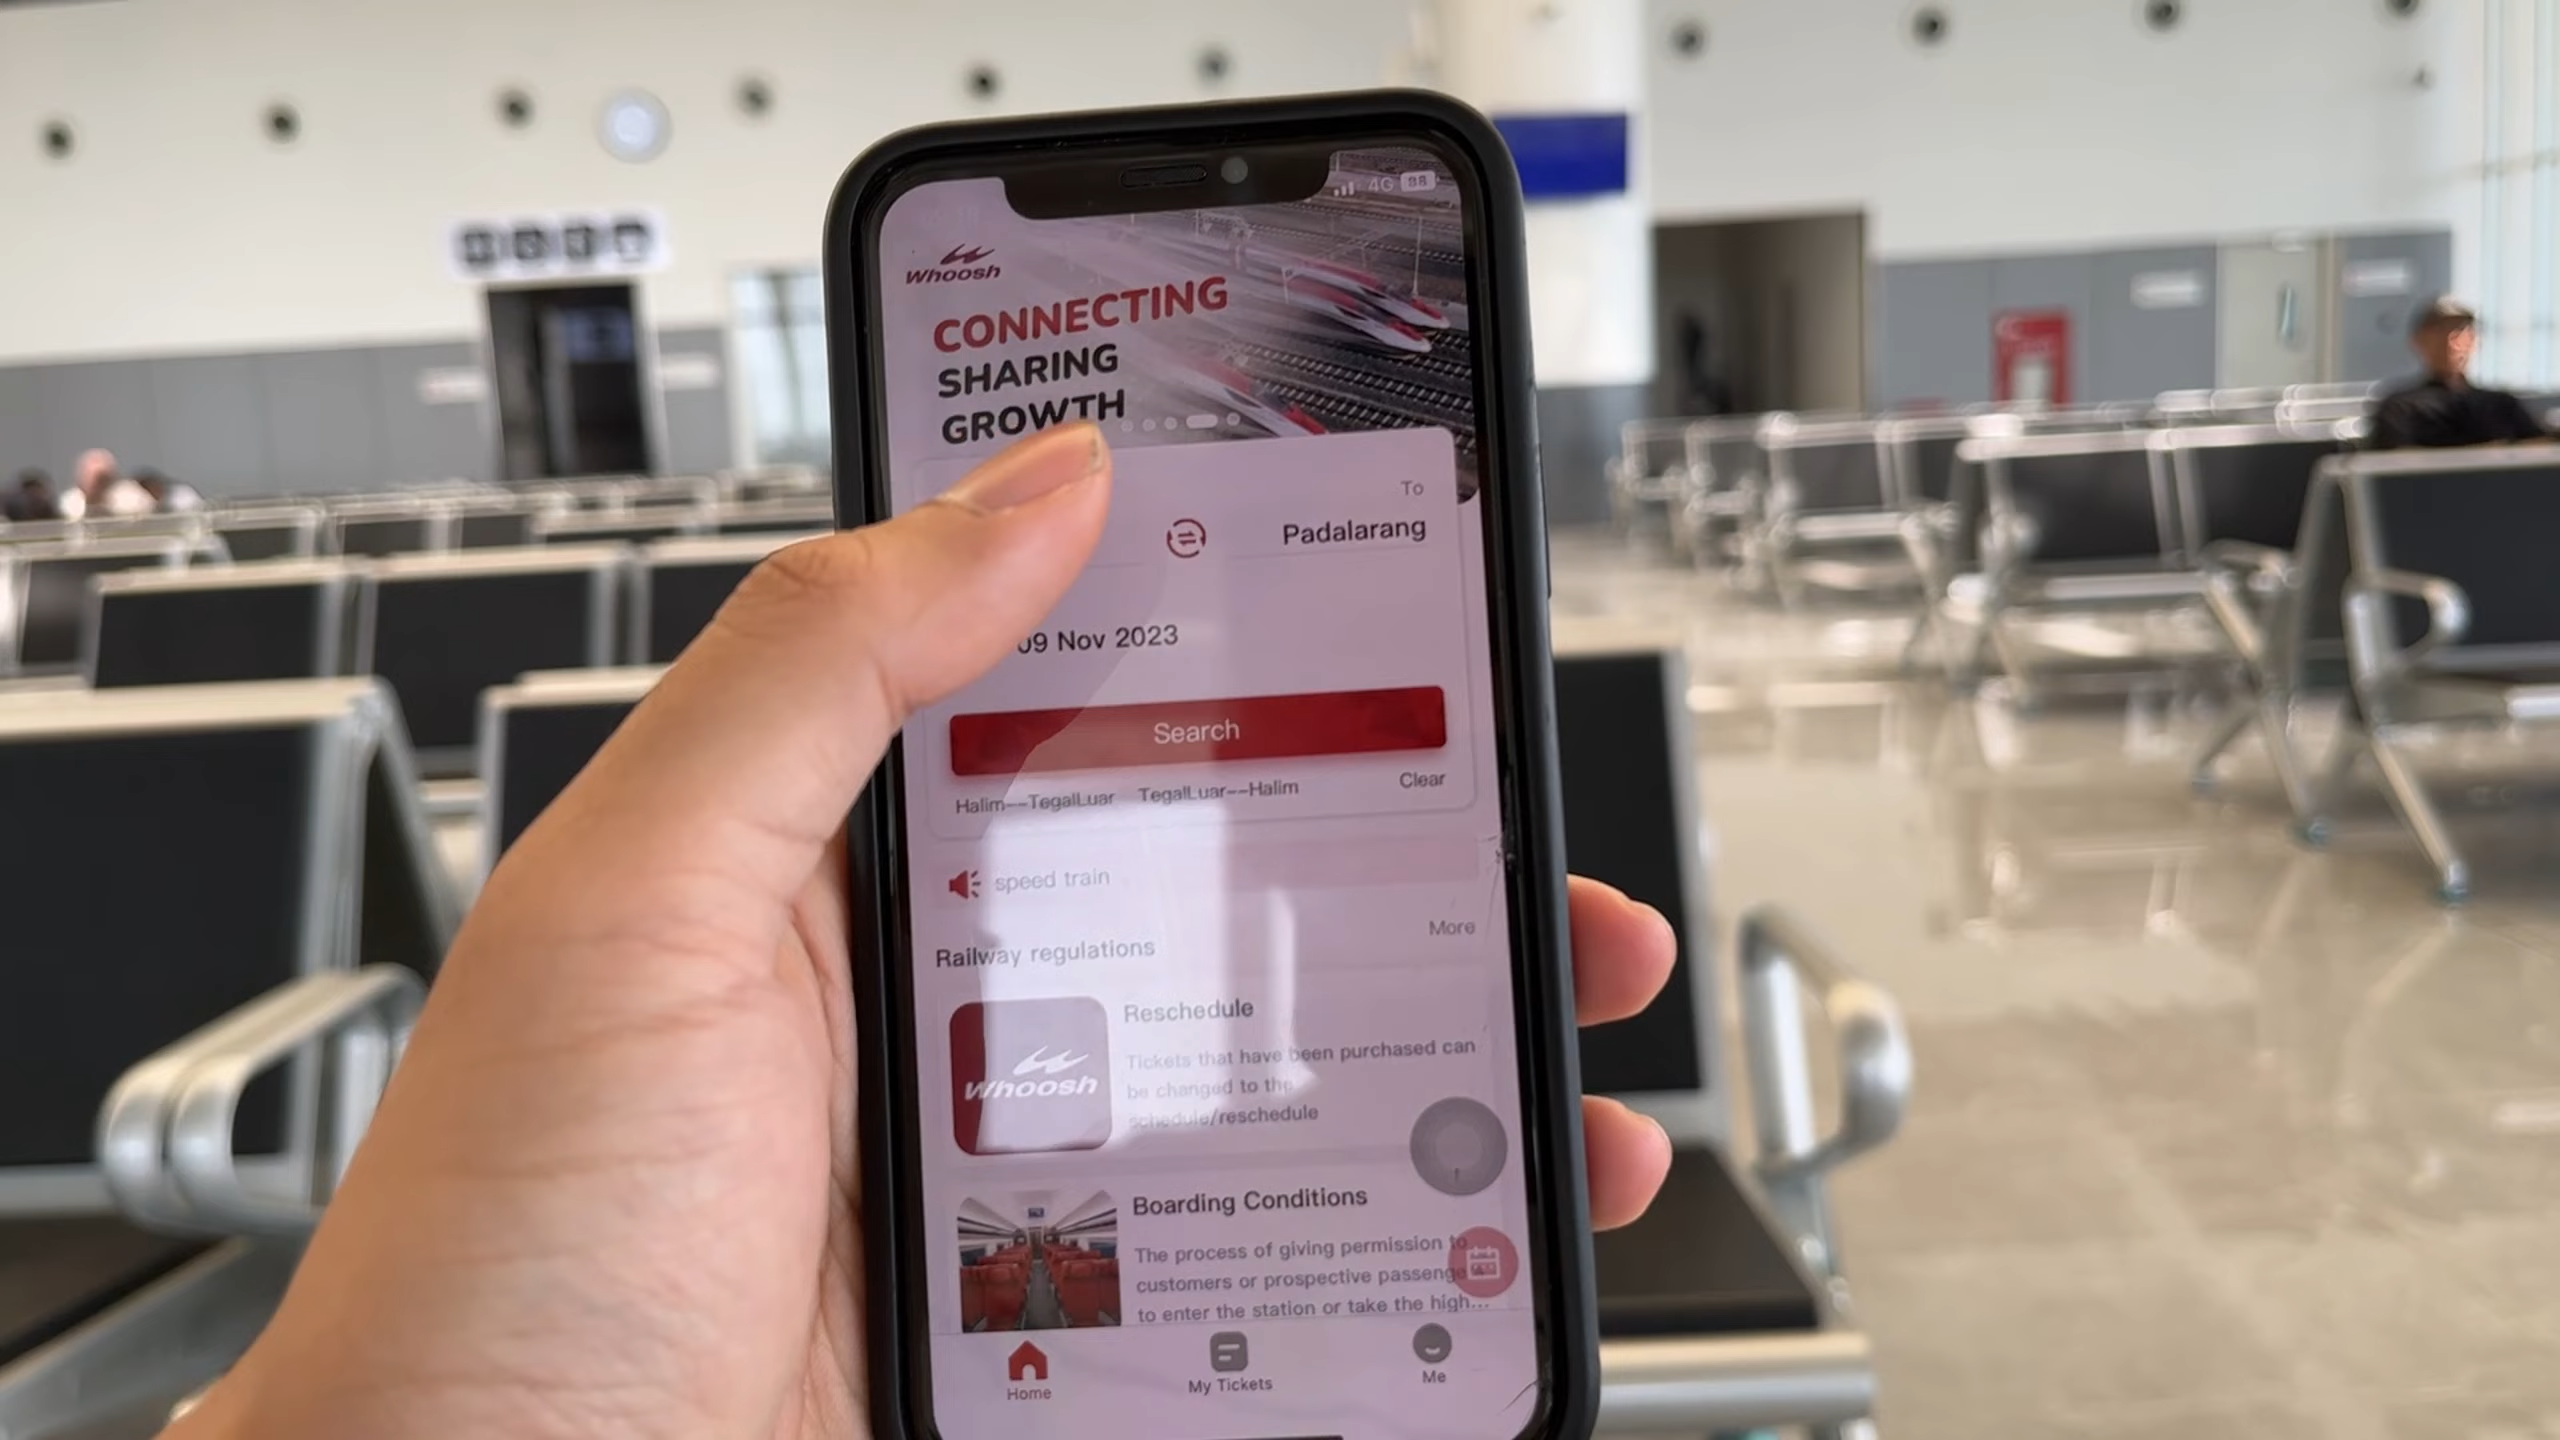 4G 88
Whoosh
CONNECTING
SHARING
GROWTH
To
Padalarang
09 Nov 2023
Search
Halim--TegalLuar TegalLuar--Halim Clear
speed train
More
Railway regulations
Reschedule
Tickets that have been purchased can
be changed to the
schedule/reschedule
Whoosh
Boarding Conditions
The process of giving permission to
customers or prospective
to enter the station or take the high...
Home My Tickets Me